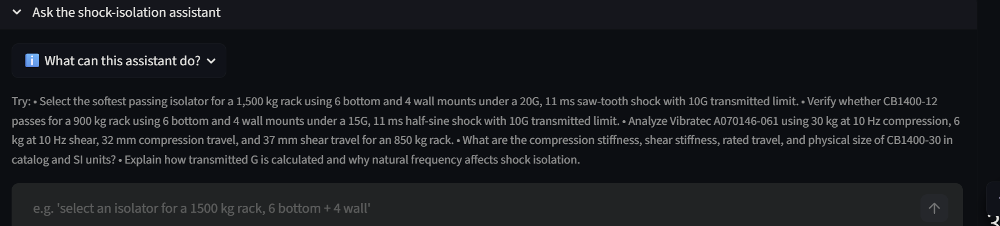 Ask the shock-isolation assistant
What can this assistant do?
Try: • Select the softest passing isolator for a 1,500 kg rack using 6 bottom and 4 wall mounts under a 20G, 11 ms saw-tooth shock with 10G transmitted limit. • Verify whether CB1400-12
passes for a 900 kg rack using 6 bottom and 4 wall mounts under a 15G, 11 ms half-sine shock with 10G transmitted limit. • Analyze Vibratec A070146-061 using 30 kg at 10 Hz compression, 6
kg at 10 Hz shear, 32 mm compression travel, and 37 mm shear travel for an 850 kg rack. • What are the compression stiffness, shear stiffness, rated travel, and physical size of CB1400-30 in
catalog and SI units? • Explain how transmitted G is calculated and why natural frequency affects shock isolation.
e.g. 'select an isolator for a 1500 kg rack, 6 bottom + 4 wall'